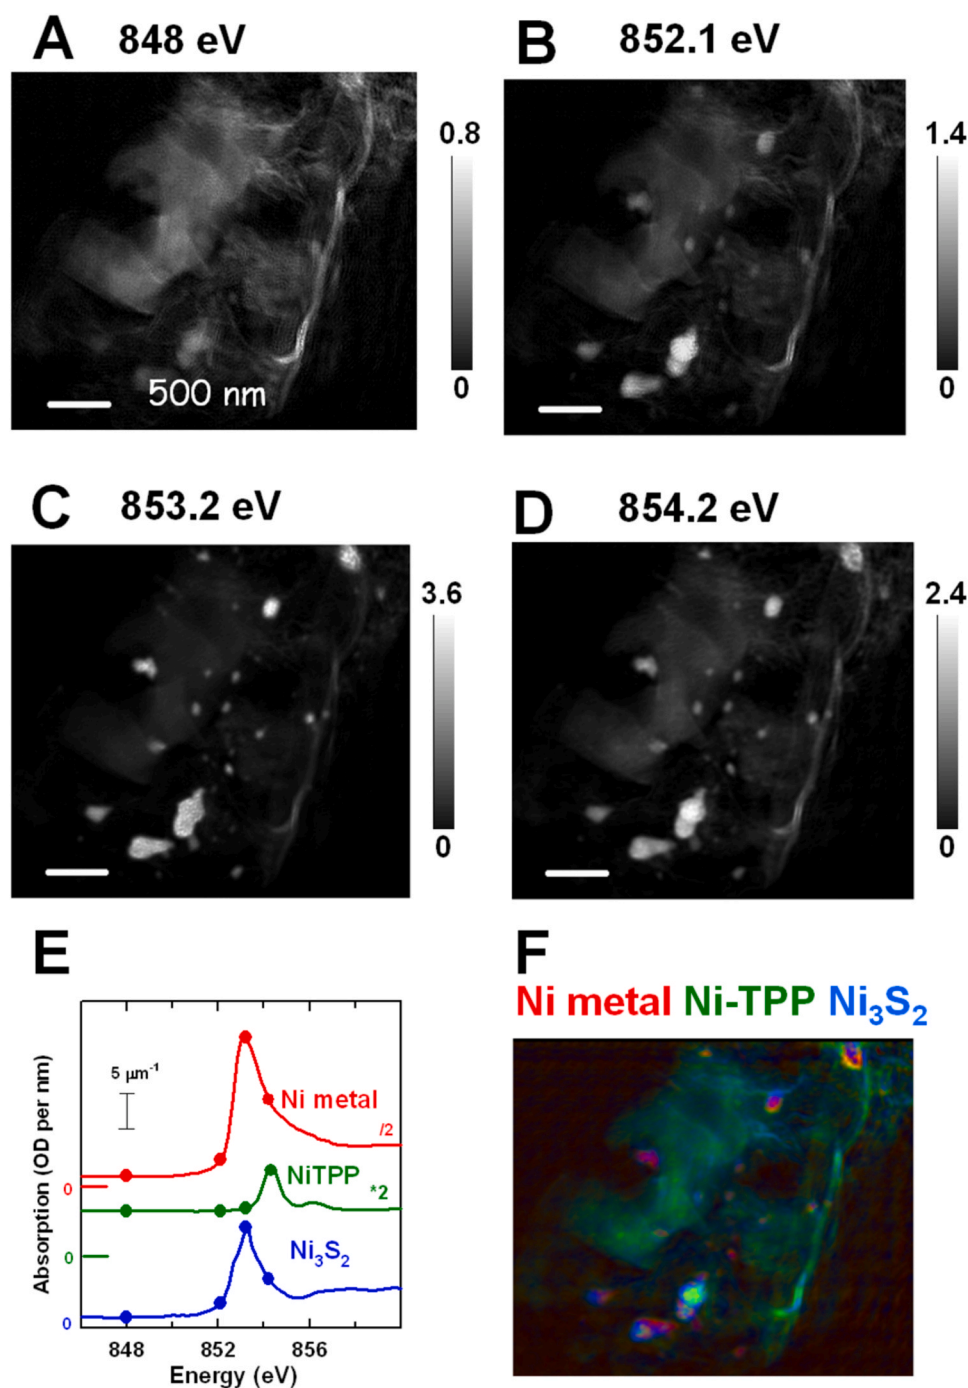 A 848 eV
B 852.1 eV
0.8
0
500 nm
1.4
0
C 853.2 eV
D 854.2 eV
3.6
0
2.4
0
E
F
Ni metal Ni-TPP Ni₃S₂
Absorption (OD per nm)
5 μm⁻¹
Ni metal /2
0
NiTPP *2
0
Ni₃S₂
0
848 852 856
Energy (eV)